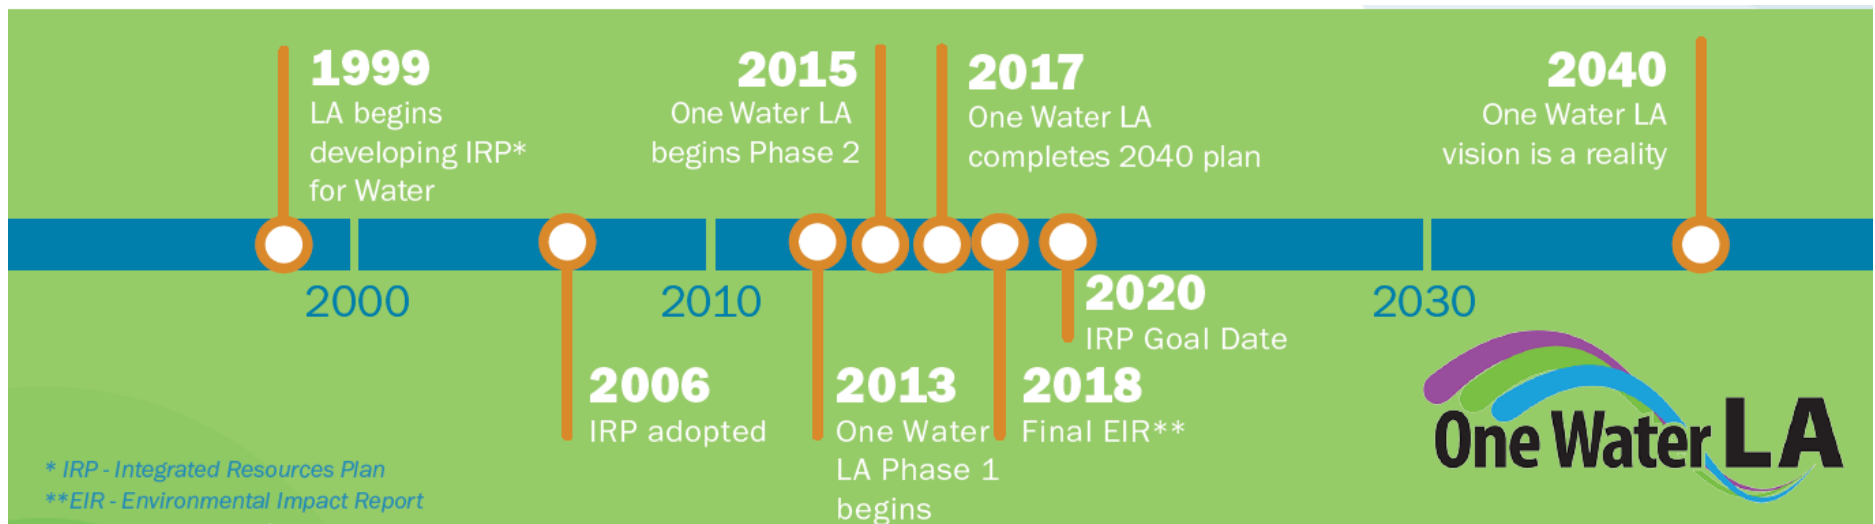 1999
LA begins
developing IRP*
for Water
2015
One Water LA
begins Phase 2
2017
One Water LA
completes 2040 plan
2040
One Water LA
vision is a reality
2000
2010
2030
2006
IRP adopted
2013
One Water
LA Phase 1
begins
2018
Final EIR**
2020
IRP Goal Date
* IRP - Integrated Resources Plan
**EIR - Environmental Impact Report
One Water LA